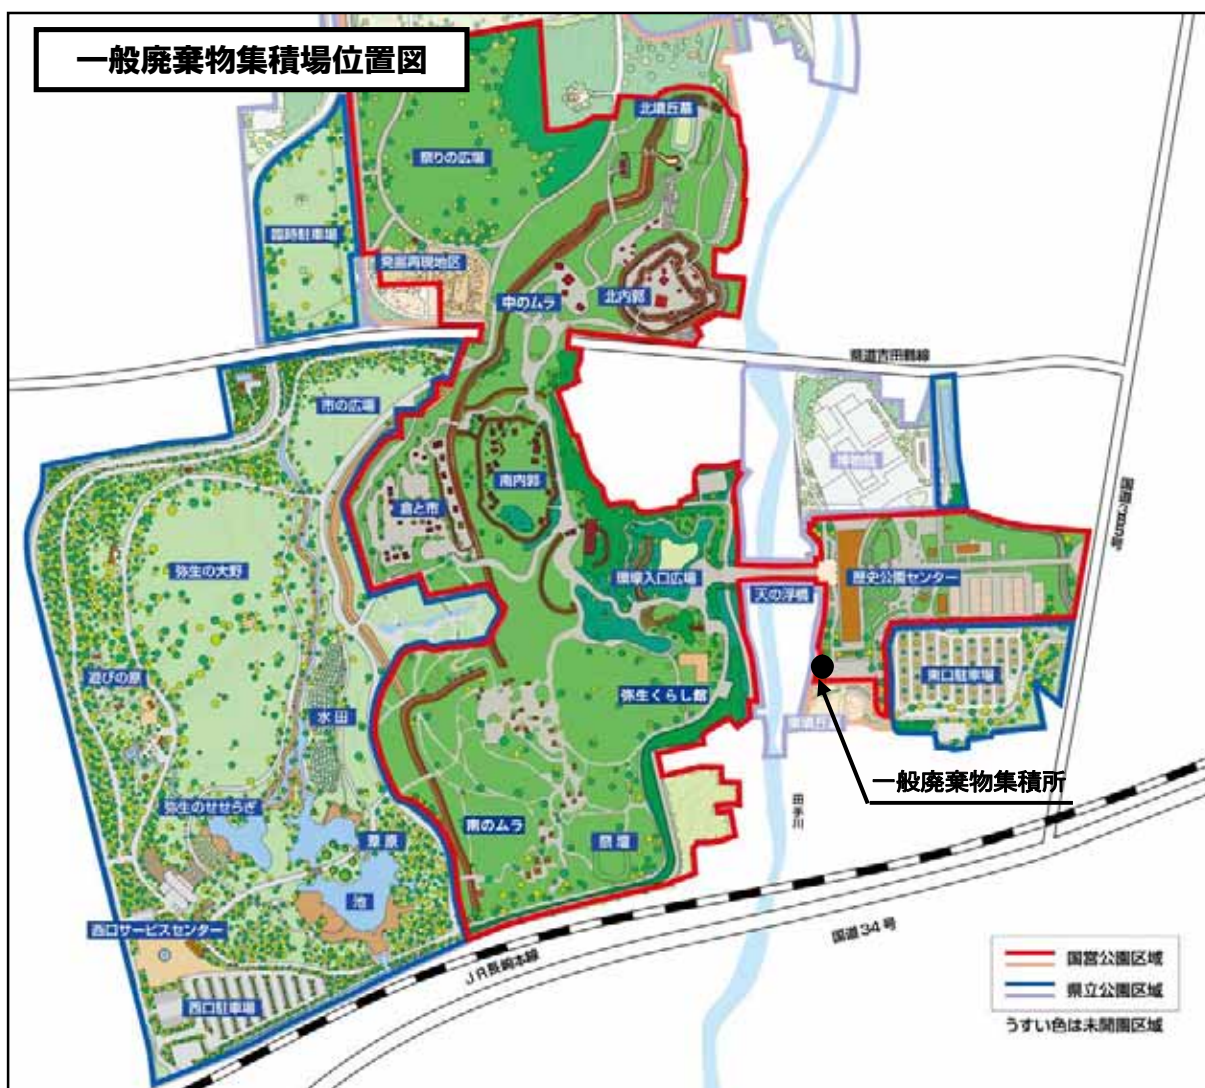 一般廃棄物集積場位置図
北墳丘墓
祭りの広場
臨時駐車場
発掘再現地区
中のムラ
北内郭
県道吉田鶴線
市の広場
南内郭
倉と市
国道385号
弥生の大野
環壕入口広場
天の浮橋
歴史公園センター
遊びの原
水田
弥生くらし館
東口駐車場
一般廃棄物集積所
弥生のせせらぎ
田手川
草原
南のムラ
祭壇
池
西口サービスセンター
国道34号
JR長崎本線
西口駐車場
国営公園区域
県立公園区域
うすい色は未開園区域